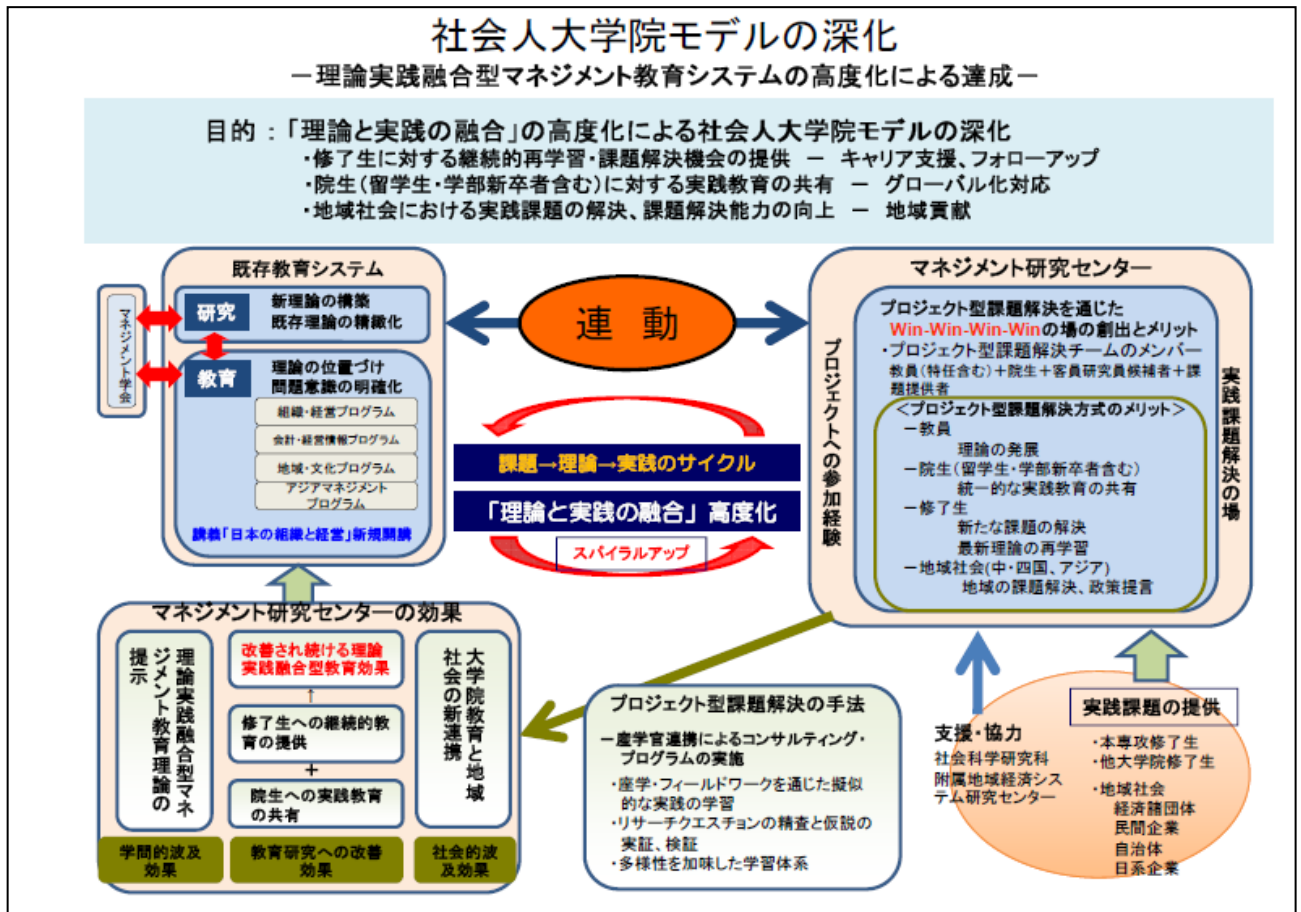 社会人大学院モデルの深化
－理論実践融合型マネジメント教育システムの高度化による達成－
目的：「理論と実践の融合」の高度化による社会人大学院モデルの深化
・修了生に対する継続的再学習・課題解決機会の提供 － キャリア支援、フォローアップ
・院生（留学生・学部新卒者含む）に対する実践教育の共有 － グローバル化対応
・地域社会における実践課題の解決、課題解決能力の向上 － 地域貢献
既存教育システム
マネジメント学会
研究
新理論の構築
既存理論の精緻化
教育
理論の位置づけ
問題意識の明確化
組織・経営プログラム
会計・経営情報プログラム
地域・文化プログラム
アジアマネジメント
プログラム
講義「日本の組織と経営」新規開講
連 動
課題→理論→実践のサイクル
「理論と実践の融合」高度化
スパイラルアップ
マネジメント研究センター
プロジェクトへの参加経験
プロジェクト型課題解決を通じた
Win-Win-Win-Winの場の創出とメリット
・プロジェクト型課題解決チームのメンバー
教員（特任含む）＋院生＋客員研究員候補者＋課
題提供者
＜プロジェクト型課題解決方式のメリット＞
－教員
理論の発展
－院生（留学生・学部新卒者含む）
統一的な実践教育の共有
－修了生
新たな課題の解決
最新理論の再学習
－地域社会(中・四国、アジア)
地域の課題解決、政策提言
実践課題解決の場
マネジメント研究センターの効果
理論実践融合型マネ
ジメント教育理論の
提示
改善され続ける理論
実践融合型教育効果
↑
修了生への継続的教
育の提供
＋
院生への実践教育
の共有
大学院教育と地域
社会の新連携
学問的波及
効果
教育研究への改善
効果
社会的波
及効果
プロジェクト型課題解決の手法
－産学官連携によるコンサルティング・
プログラムの実施
・座学・フィールドワークを通じた擬似
的な実践の学習
・リサーチクエスチョンの精査と仮説の
実証、検証
・多様性を加味した学習体系
支援・協力
社会科学研究科
附属地域経済シス
テム研究センター
実践課題の提供
・本専攻修了生
・他大学院修了生
・地域社会
経済諸団体
民間企業
自治体
日系企業